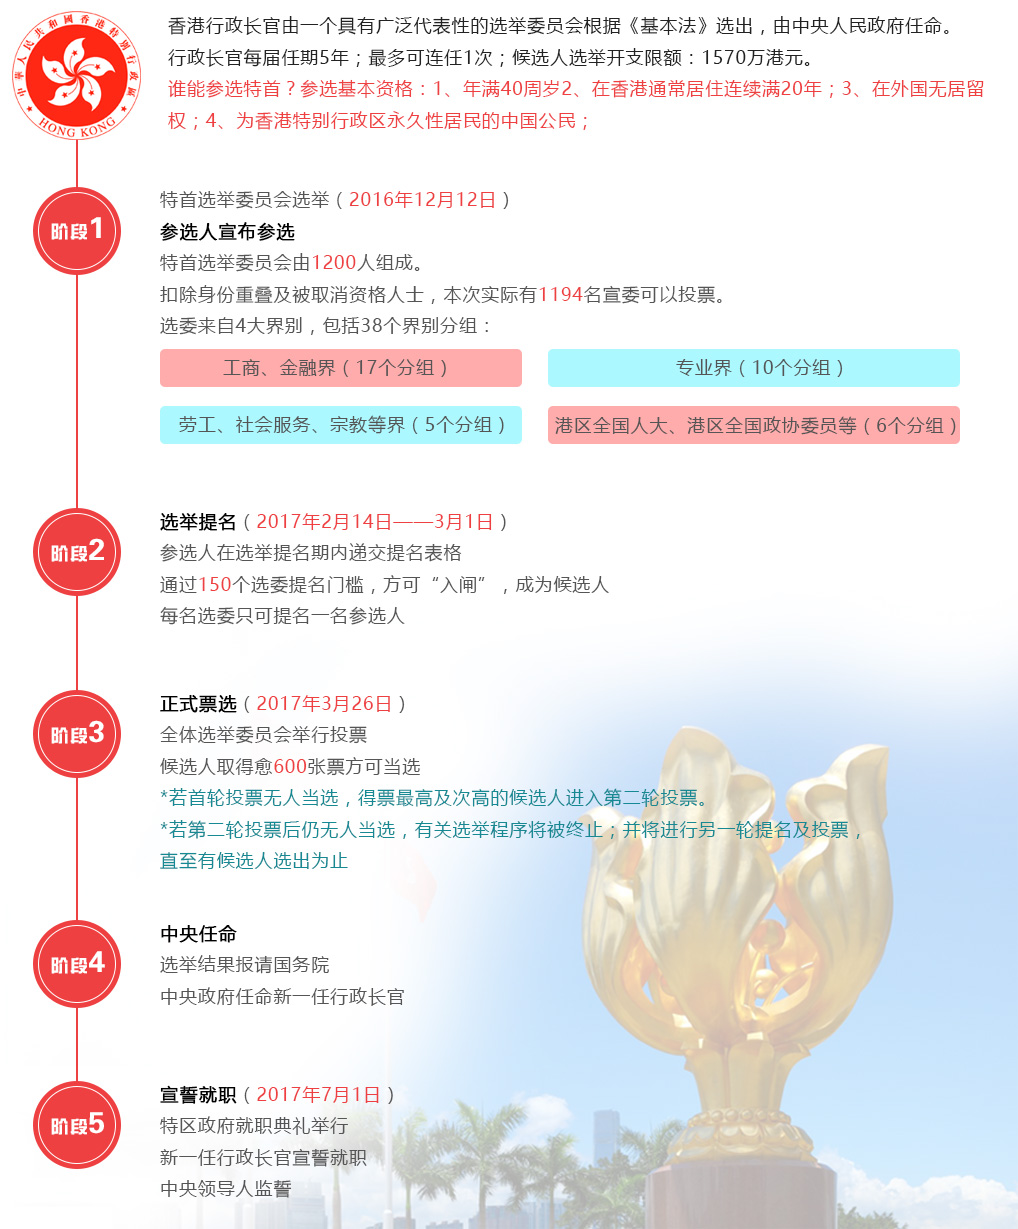 中華人民共和國香港特別行政區
HONG KONG
香港行政长官由一个具有广泛代表性的选举委员会根据《基本法》选出，由中央人民政府任命。
行政长官每届任期5年；最多可连任1次；候选人选举开支限额：1570万港元。
谁能参选特首？参选基本资格：1、年满40周岁2、在香港通常居住连续满20年；3、在外国无居留
权；4、为香港特别行政区永久性居民的中国公民；
阶段1
特首选举委员会选举（2016年12月12日）
参选人宣布参选
特首选举委员会由1200人组成。
扣除身份重叠及被取消资格人士，本次实际有1194名宣委可以投票。
选委来自4大界别，包括38个界别分组：
工商、金融界（17个分组）
专业界（10个分组）
劳工、社会服务、宗教等界（5个分组）
港区全国人大、港区全国政协委员等（6个分组）
阶段2
选举提名（2017年2月14日——3月1日）
参选人在选举提名期内递交提名表格
通过150个选委提名门槛，方可“入闸”，成为候选人
每名选委只可提名一名参选人
阶段3
正式票选（2017年3月26日）
全体选举委员会举行投票
候选人取得愈600张票方可当选
*若首轮投票无人当选，得票最高及次高的候选人进入第二轮投票。
*若第二轮投票后仍无人当选，有关选举程序将被终止；并将进行另一轮提名及投票，
直至有候选人选出为止
阶段4
中央任命
选举结果报请国务院
中央政府任命新一任行政长官
阶段5
宣誓就职（2017年7月1日）
特区政府就职典礼举行
新一任行政长官宣誓就职
中央领导人监誓